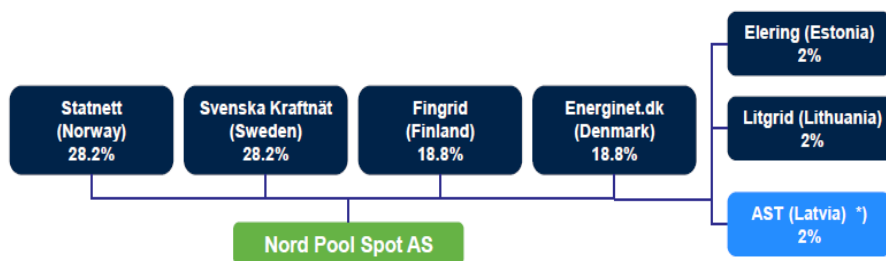 Elering (Estonia)
2%
Statnett
(Norway)
28.2%
Svenska Kraftnät
(Sweden)
28.2%
Fingrid
(Finland)
18.8%
Energinet.dk
(Denmark)
18.8%
Litgrid (Lithuania)
2%
AST (Latvia) *)
2%
Nord Pool Spot AS